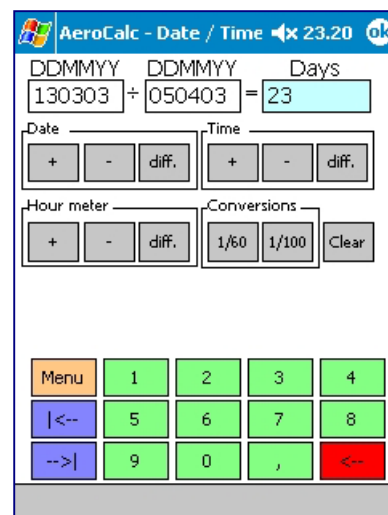 AeroCalc - Date / Time 23.20 ok
DDMMYY DDMMYY Days
130303 ÷ 050403 = 23
Date Time
+ - diff. + - diff.
Hour meter Conversions
+ - diff. 1/60 1/100 Clear
Menu 1 2 3 4
|<-- 5 6 7 8
-->| 9 0 , <--